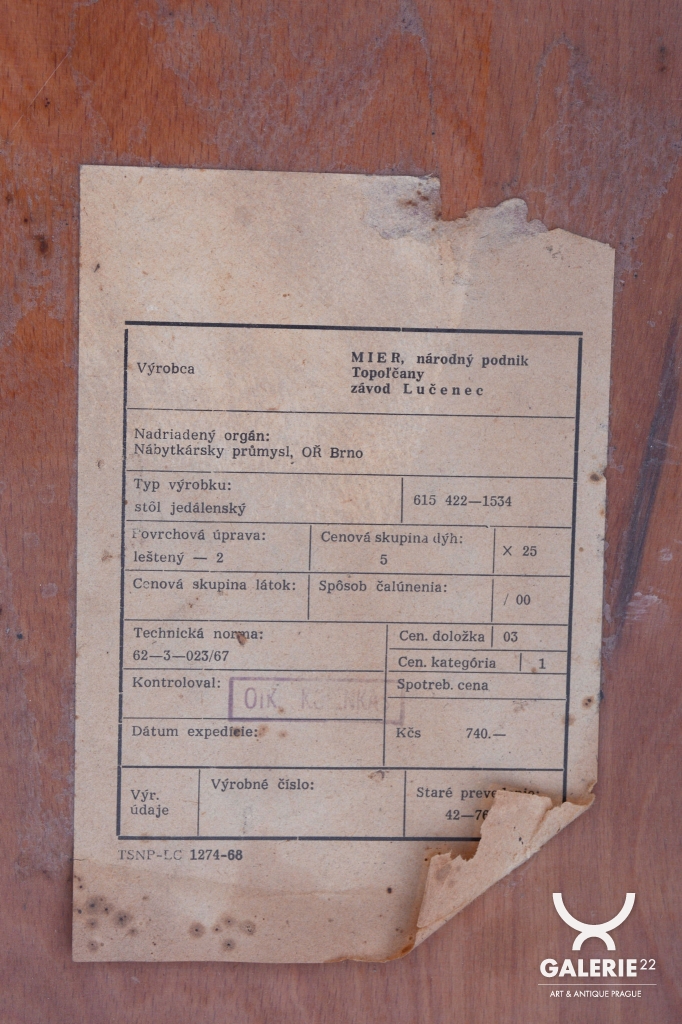 Výrobca
MIER, národný podnik
Topoľčany
závod Lučenec
Nadriadený orgán:
Nábytkársky průmysl, OŘ Brno
Typ výrobku:
stôl jedálenský
615 422—1534
Povrchová úprava:
leštený — 2
Cenová skupina dýh:
5
X 25
Cenová skupina látok:
Spôsob čalúnenia:
/ 00
Technická norma:
62—3—023/67
Cen. doložka 03
Cen. kategória 1
Kontroloval:
OTK
Spotreb. cena
Dátum expedície:
Kčs 740.—
Výr.
údaje
Výrobné číslo:
Staré
42—76
TSNP-LC 1274-68
GALERIE 22
ART & ANTIQUE PRAGUE